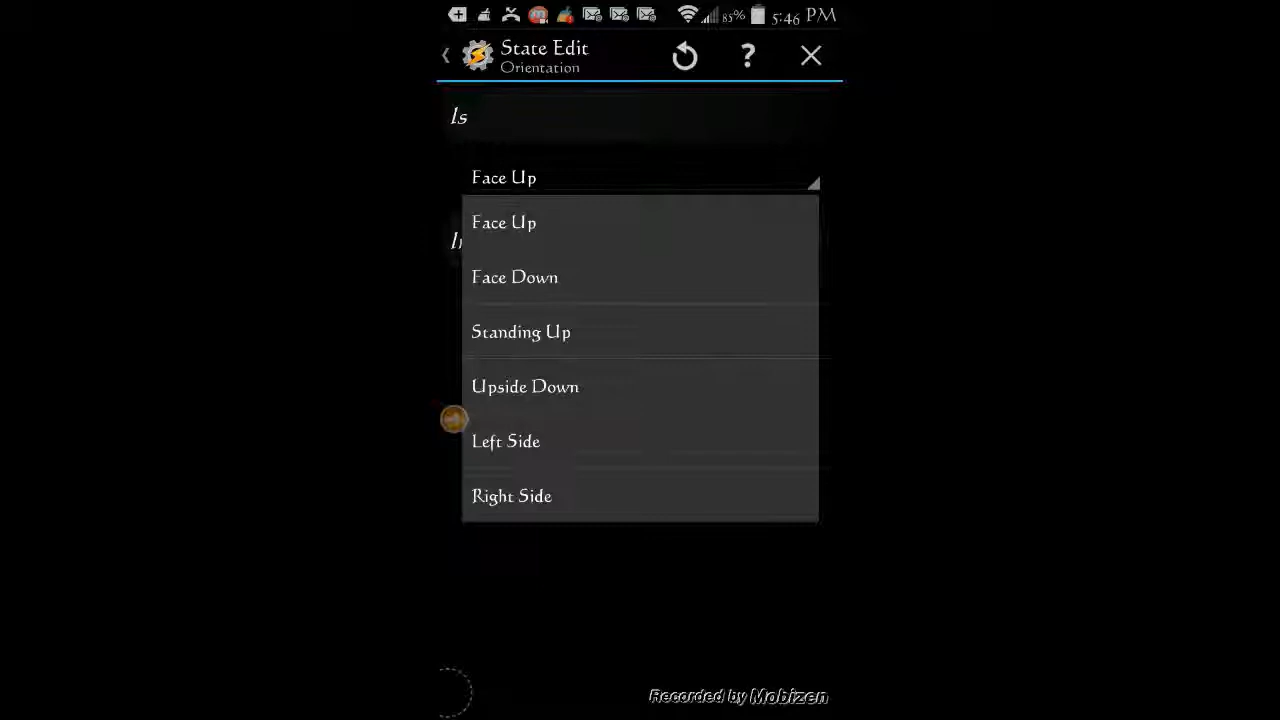 85% 5:46 PM
State Edit
Orientation
?
Is
Face Up
Face Up
Face Down
Standing Up
Upside Down
Left Side
Right Side
Recorded by Mobizen